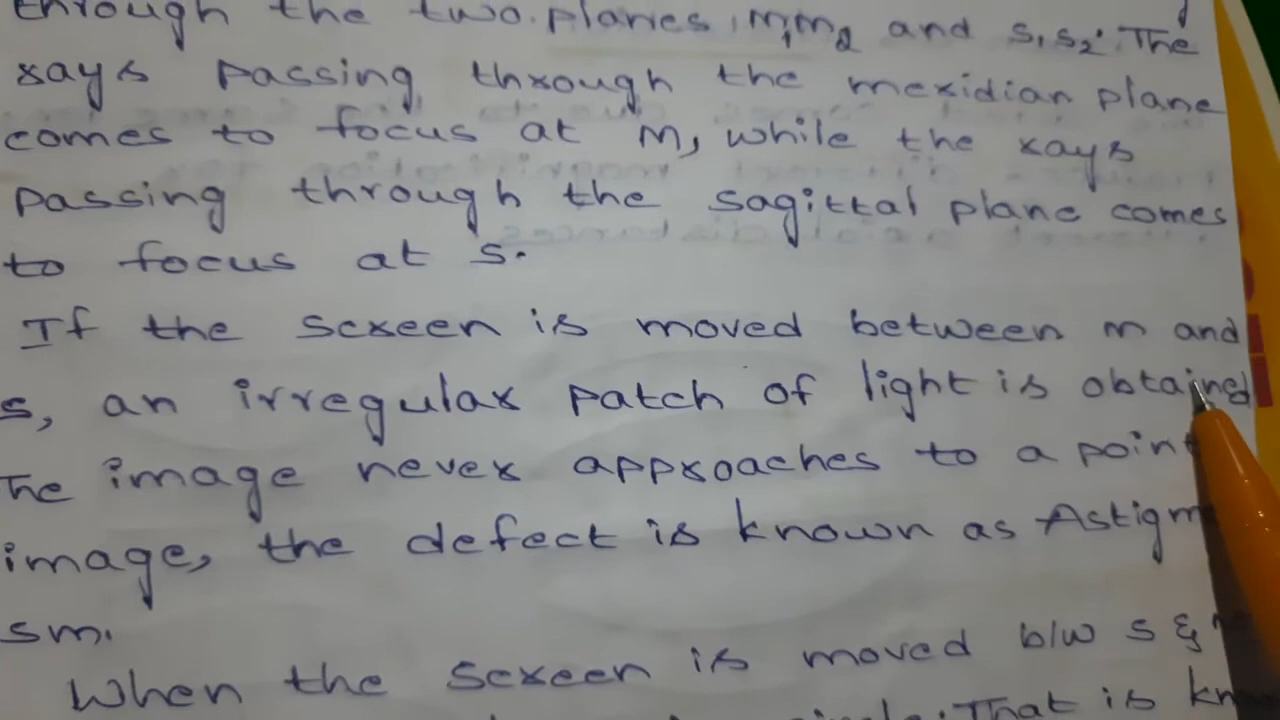 through the two planes, M₁M₂ and S₁S₂. The
rays passing through the meridian plane
comes to focus at M, while the rays
passing through the sagittal plane comes
to focus at S.
If the screen is moved between m and
S, an irregular patch of light is obtained
The image never approaches to a point
image, the defect is known as Astigm
sm.
When the screen is moved b/w S &
That is kn